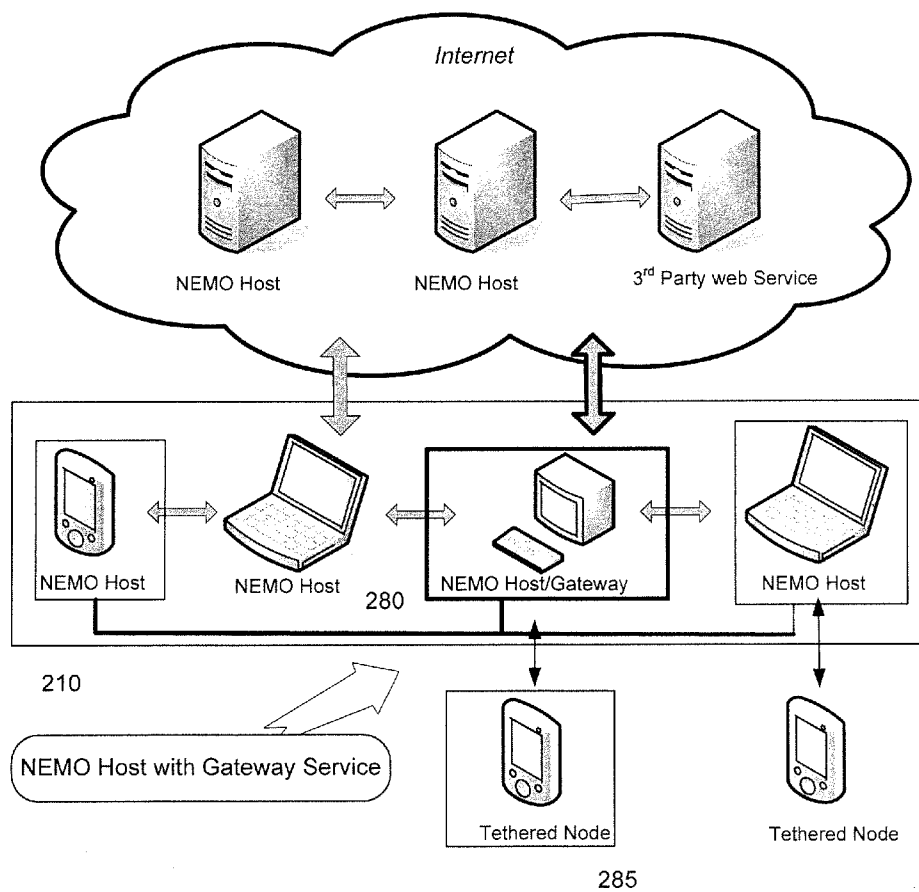 Internet
NEMO Host
NEMO Host
3rd Party web Service
NEMO Host
NEMO Host
NEMO Host/Gateway
NEMO Host
280
210
NEMO Host with Gateway Service
Tethered Node
Tethered Node
285